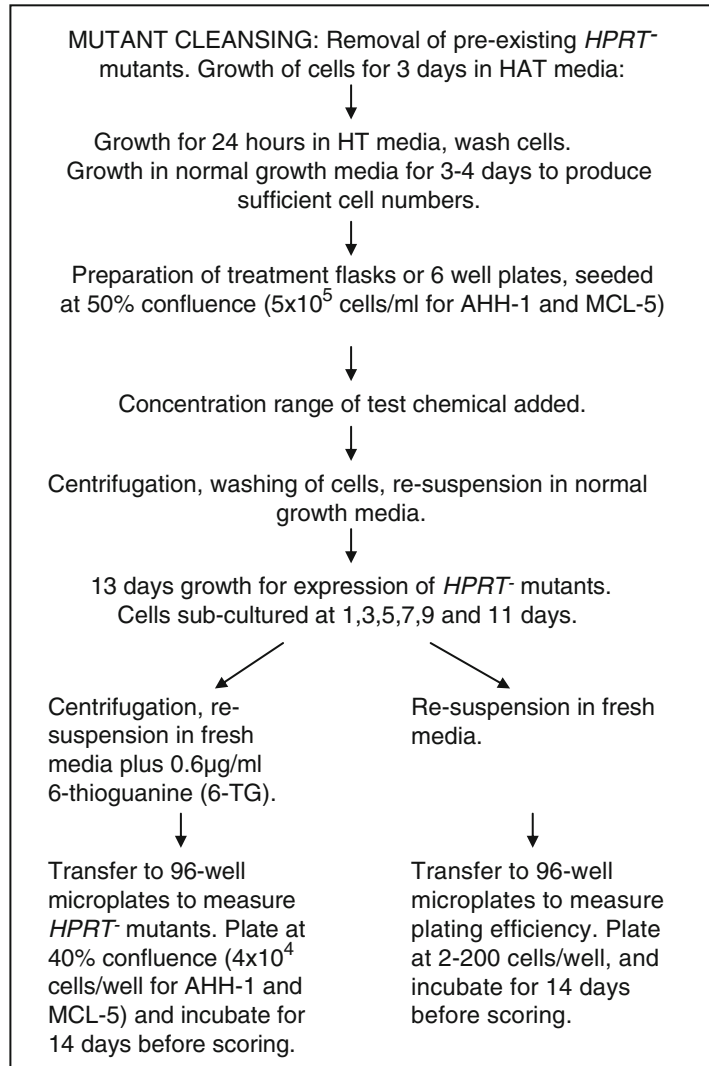 MUTANT CLEANSING: Removal of pre-existing HPRT-
mutants. Growth of cells for 3 days in HAT media:
Growth for 24 hours in HT media, wash cells.
Growth in normal growth media for 3-4 days to produce
sufficient cell numbers.
Preparation of treatment flasks or 6 well plates, seeded
at 50% confluence (5x10⁵ cells/ml for AHH-1 and MCL-5)
Concentration range of test chemical added.
Centrifugation, washing of cells, re-suspension in normal
growth media.
13 days growth for expression of HPRT- mutants.
Cells sub-cultured at 1,3,5,7,9 and 11 days.
Centrifugation, re-
suspension in fresh
media plus 0.6µg/ml
6-thioguanine (6-TG).
Transfer to 96-well
microplates to measure
HPRT- mutants. Plate at
40% confluence (4x10⁴
cells/well for AHH-1 and
MCL-5) and incubate for
14 days before scoring.
Re-suspension in fresh
media.
Transfer to 96-well
microplates to measure
plating efficiency. Plate
at 2-200 cells/well, and
incubate for 14 days
before scoring.